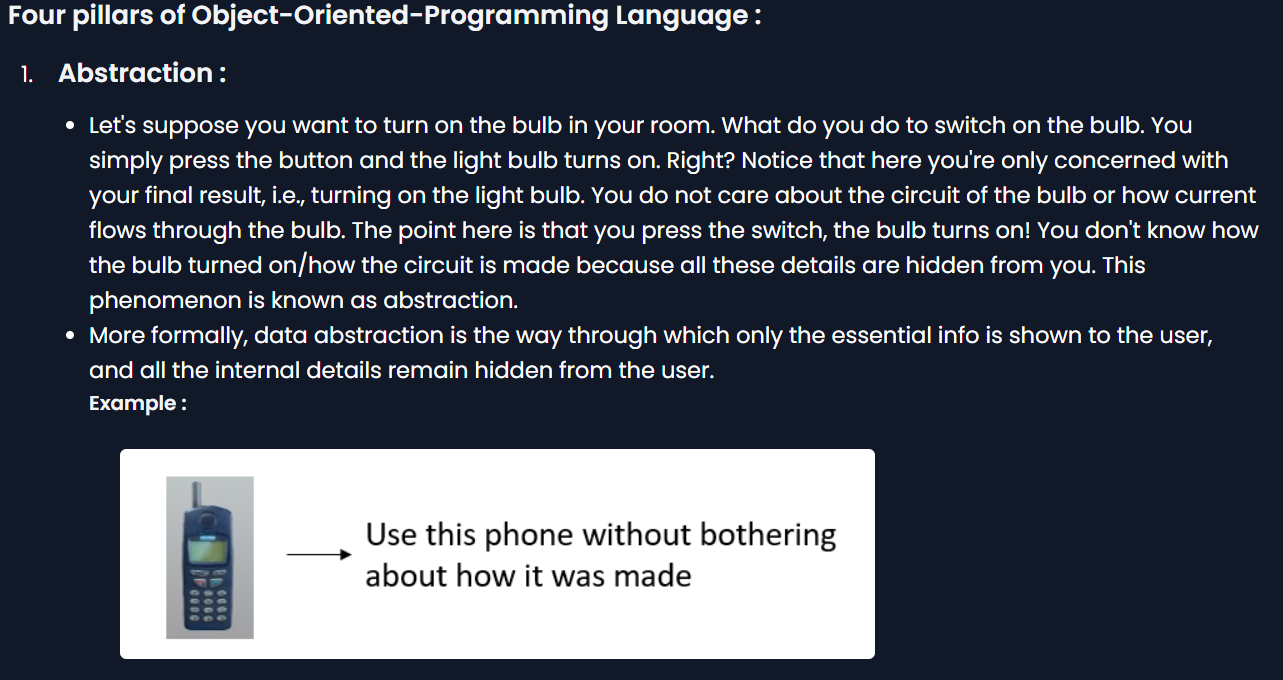 Four pillars of Object-Oriented-Programming Language :
1. Abstraction :
• Let's suppose you want to turn on the bulb in your room. What do you do to switch on the bulb. You
simply press the button and the light bulb turns on. Right? Notice that here you're only concerned with
your final result, i.e., turning on the light bulb. You do not care about the circuit of the bulb or how current
flows through the bulb. The point here is that you press the switch, the bulb turns on! You don't know how
the bulb turned on/how the circuit is made because all these details are hidden from you. This
phenomenon is known as abstraction.
• More formally, data abstraction is the way through which only the essential info is shown to the user,
and all the internal details remain hidden from the user.
Example :
Use this phone without bothering
about how it was made